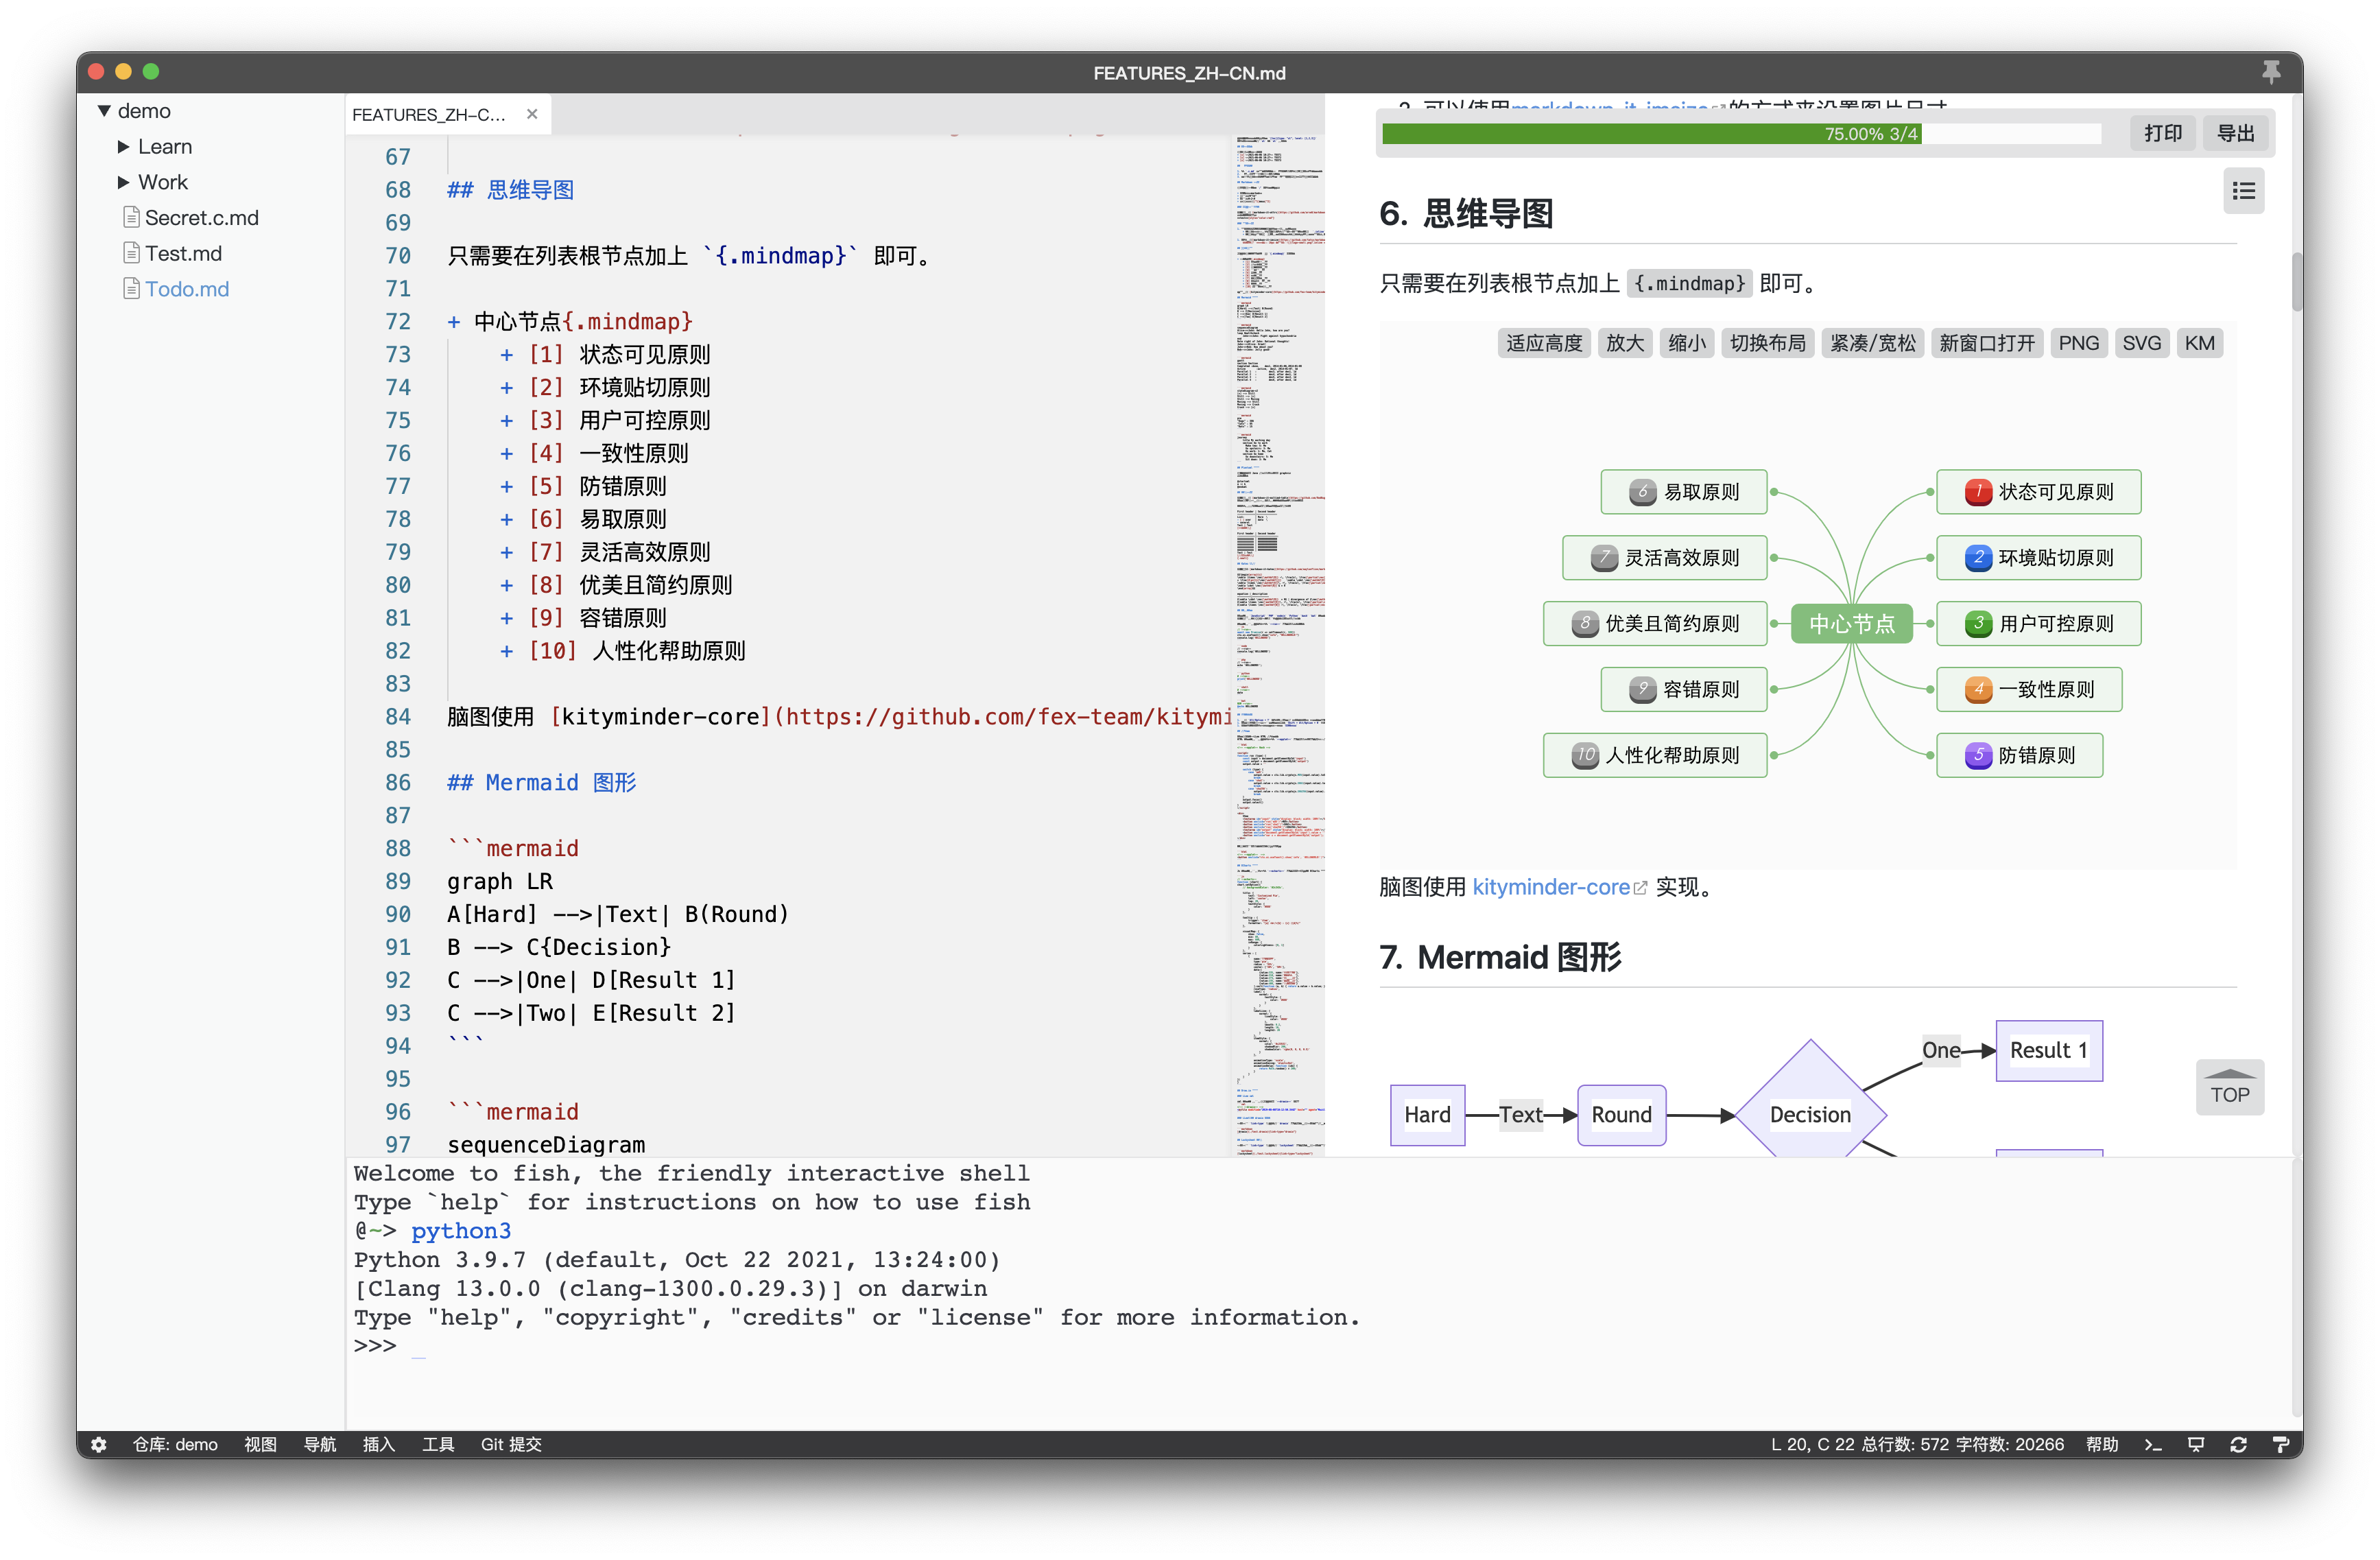 FEATURES_ZH-CN.md
demo
Learn
Work
Secret.c.md
Test.md
Todo.md
FEATURES_ZH-C...
67
68 ## 思维导图
69
70 只需要在列表根节点加上 `{.mindmap}` 即可。
71
72 + 中心节点{.mindmap}
73 + [1] 状态可见原则
74 + [2] 环境贴切原则
75 + [3] 用户可控原则
76 + [4] 一致性原则
77 + [5] 防错原则
78 + [6] 易取原则
79 + [7] 灵活高效原则
80 + [8] 优美且简约原则
81 + [9] 容错原则
82 + [10] 人性化帮助原则
83
84 脑图使用 [kityminder-core](https://github.com/fex-team/kitymi
85
86 ## Mermaid 图形
87
88 ```mermaid
89 graph LR
90 A[Hard] -->|Text| B(Round)
91 B --> C{Decision}
92 C -->|One| D[Result 1]
93 C -->|Two| E[Result 2]
94 ```
95
96 ```mermaid
97 sequenceDiagram
75.00% 3/4
打印
导出
6. 思维导图
只需要在列表根节点加上 {.mindmap} 即可。
适应高度 放大 缩小 切换布局 紧凑/宽松 新窗口打开 PNG SVG KM
6 易取原则
1 状态可见原则
7 灵活高效原则
2 环境贴切原则
8 优美且简约原则
中心节点
3 用户可控原则
9 容错原则
4 一致性原则
10 人性化帮助原则
5 防错原则
脑图使用 kityminder-core 实现。
7. Mermaid 图形
Hard
Text
Round
Decision
One
Result 1
TOP
Welcome to fish, the friendly interactive shell
Type `help` for instructions on how to use fish
@~> python3
Python 3.9.7 (default, Oct 22 2021, 13:24:00)
[Clang 13.0.0 (clang-1300.0.29.3)] on darwin
Type "help", "copyright", "credits" or "license" for more information.
>>> _
仓库: demo 视图 导航 插入 工具 Git 提交
L 20, C 22 总行数: 572 字符数: 20266 帮助